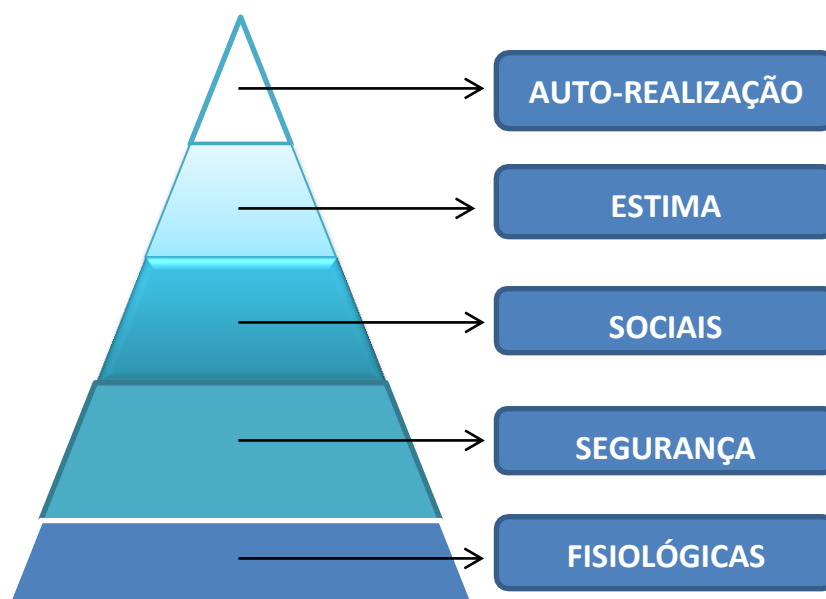 AUTO-REALIZAÇÃO
ESTIMA
SOCIAIS
SEGURANÇA
FISIOLÓGICAS